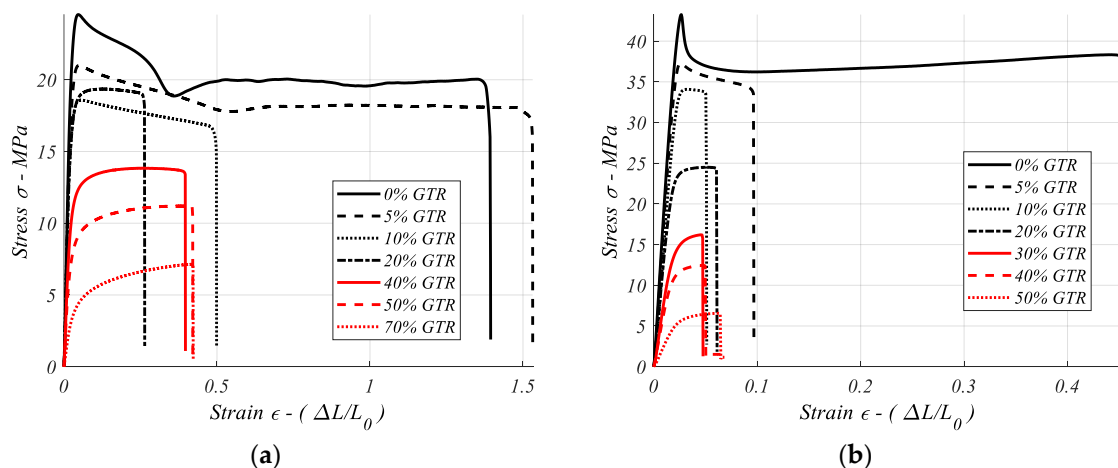 20
15
10
5
0
Stress σ - MPa
0
0.5
1
1.5
Strain ϵ - ( ΔL/L0 )
0% GTR
5% GTR
10% GTR
20% GTR
40% GTR
50% GTR
70% GTR
(a)
40
35
30
25
20
15
10
5
0
Stress σ - MPa
0
0.1
0.2
0.3
0.4
Strain ϵ - ( ΔL/L0 )
0% GTR
5% GTR
10% GTR
20% GTR
30% GTR
40% GTR
50% GTR
(b)